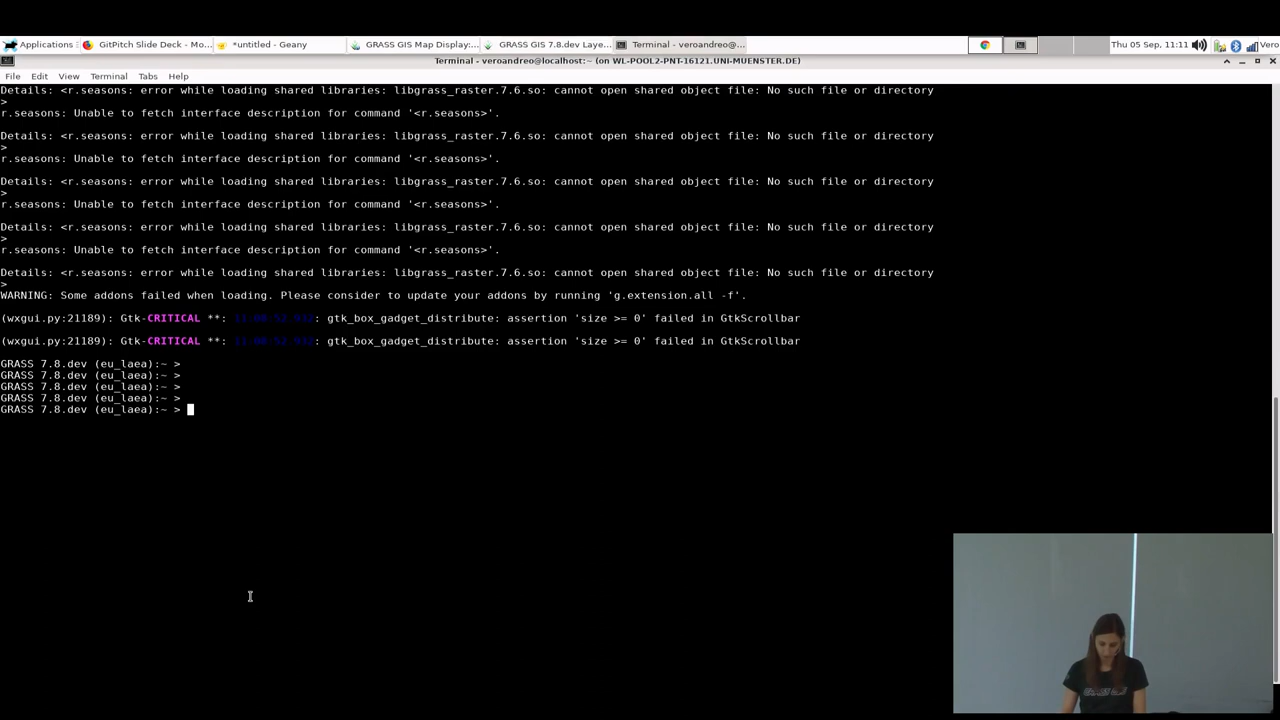 Applications
GitPitch Slide Deck - Mo...
*untitled - Geany
GRASS GIS Map Display:...
GRASS GIS 7.8.dev Laye...
Terminal - veroandreo@...
Thu 05 Sep, 11:11
Vero
Terminal - veroandreo@localhost:~ (on WL-POOL2-PNT-16121.UNI-MUENSTER.DE)
File Edit View Terminal Tabs Help
Details: <r.seasons: error while loading shared libraries: libgrass_raster.7.6.so: cannot open shared object file: No such file or directory
>
r.seasons: Unable to fetch interface description for command '<r.seasons>'.
Details: <r.seasons: error while loading shared libraries: libgrass_raster.7.6.so: cannot open shared object file: No such file or directory
>
r.seasons: Unable to fetch interface description for command '<r.seasons>'.
Details: <r.seasons: error while loading shared libraries: libgrass_raster.7.6.so: cannot open shared object file: No such file or directory
>
r.seasons: Unable to fetch interface description for command '<r.seasons>'.
Details: <r.seasons: error while loading shared libraries: libgrass_raster.7.6.so: cannot open shared object file: No such file or directory
>
r.seasons: Unable to fetch interface description for command '<r.seasons>'.
Details: <r.seasons: error while loading shared libraries: libgrass_raster.7.6.so: cannot open shared object file: No such file or directory
>
WARNING: Some addons failed when loading. Please consider to update your addons by running 'g.extension.all -f'.
(wxgui.py:21189): Gtk-CRITICAL **: : gtk_box_gadget_distribute: assertion 'size >= 0' failed in GtkScrollbar
(wxgui.py:21189): Gtk-CRITICAL **: : gtk_box_gadget_distribute: assertion 'size >= 0' failed in GtkScrollbar
GRASS 7.8.dev (eu_laea):~ >
GRASS 7.8.dev (eu_laea):~ >
GRASS 7.8.dev (eu_laea):~ >
GRASS 7.8.dev (eu_laea):~ >
GRASS 7.8.dev (eu_laea):~ >